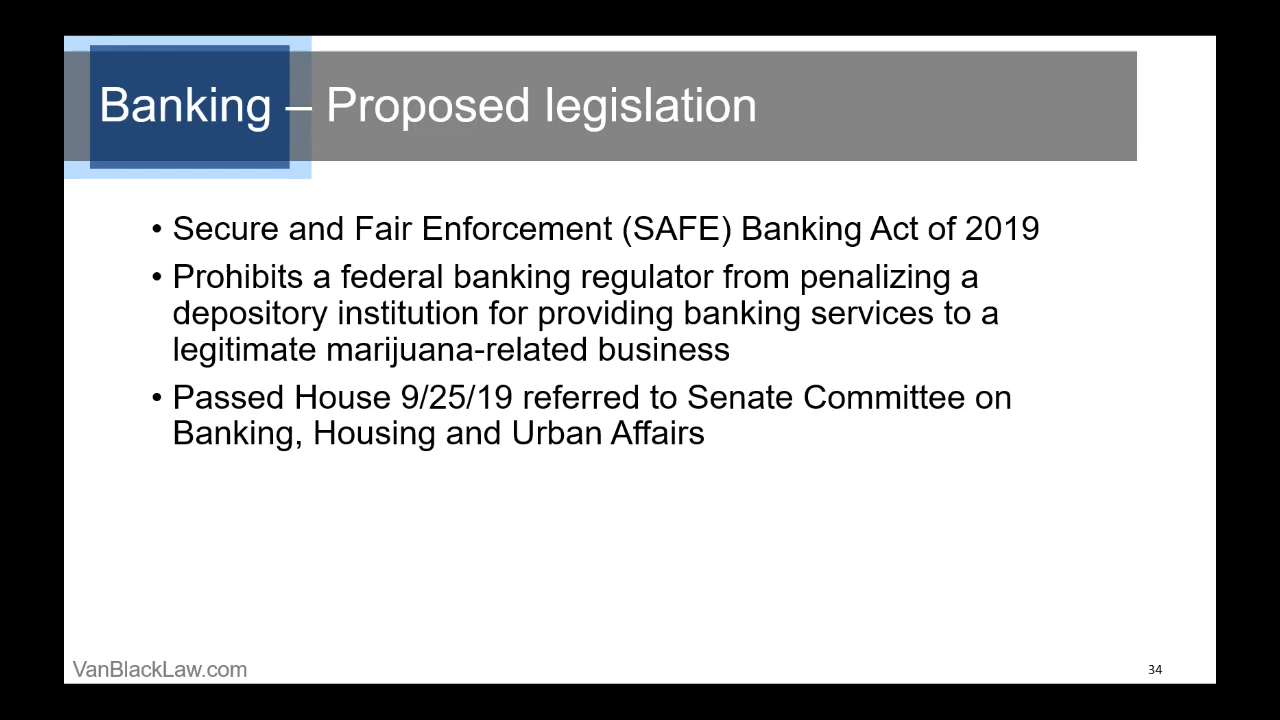 Banking – Proposed legislation
• Secure and Fair Enforcement (SAFE) Banking Act of 2019
• Prohibits a federal banking regulator from penalizing a
depository institution for providing banking services to a
legitimate marijuana-related business
• Passed House 9/25/19 referred to Senate Committee on
Banking, Housing and Urban Affairs
VanBlackLaw.com
34